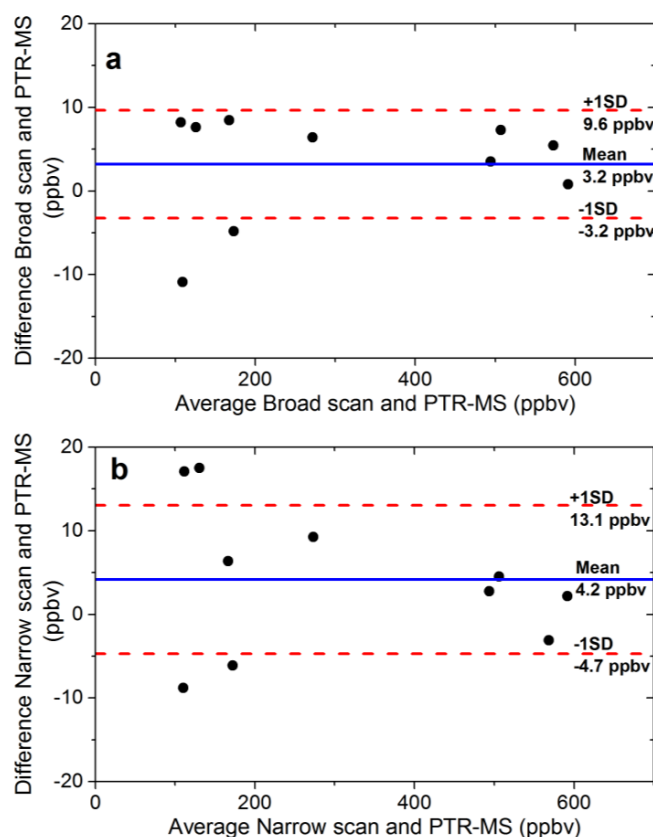 a
Difference Broad scan and PTR-MS
(ppbv)
20
10
0
-10
-20
+1SD
9.6 ppbv
Mean
3.2 ppbv
-1SD
-3.2 ppbv
0
200
400
600
Average Broad scan and PTR-MS (ppbv)
b
Difference Narrow scan and PTR-MS
(ppbv)
20
10
0
-10
-20
+1SD
13.1 ppbv
Mean
4.2 ppbv
-1SD
-4.7 ppbv
0
200
400
600
Average Narrow scan and PTR-MS (ppbv)